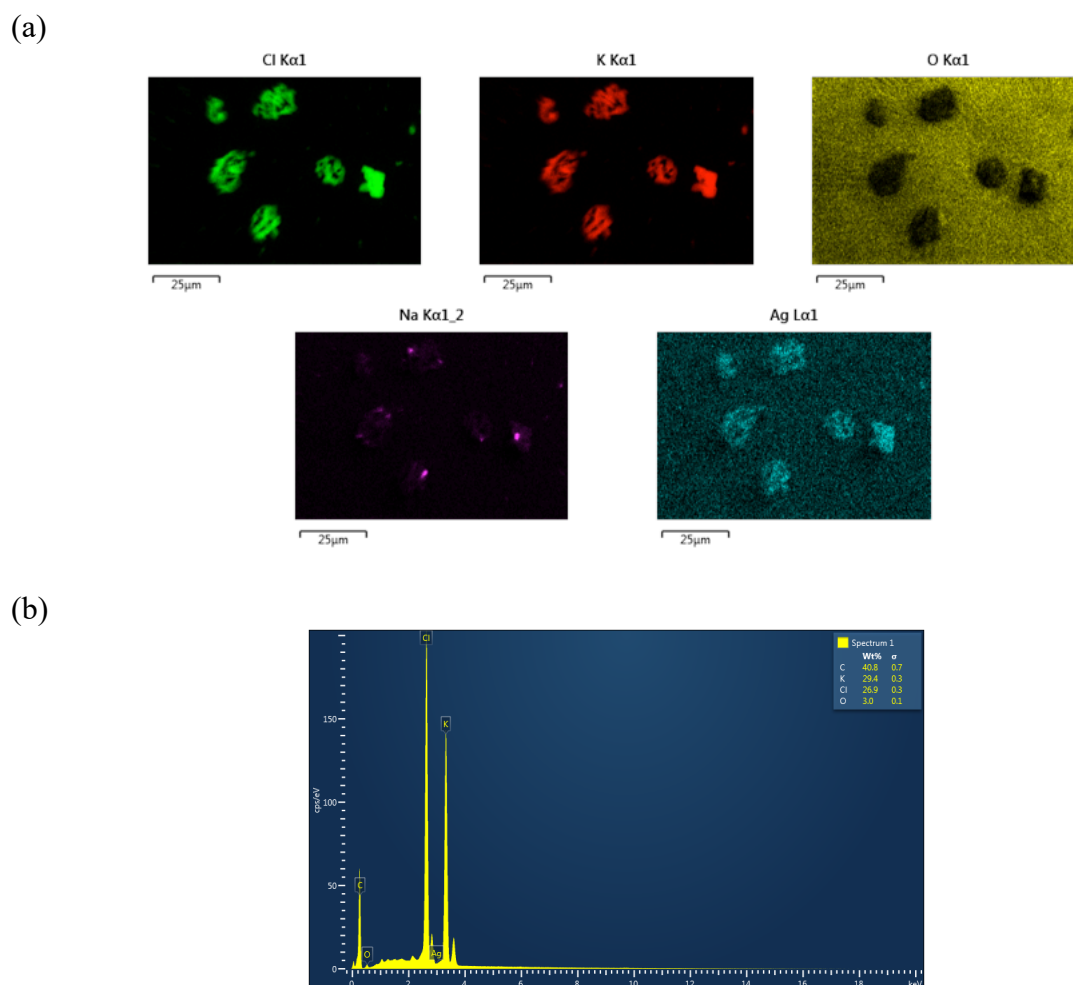 (a)
Cl Kα1
K Kα1
O Kα1
25µm
25µm
25µm
Na Kα1_2
Ag Lα1
25µm
25µm
(b)
Spectrum 1
Wt% σ
C 40.8 0.7
K 29.4 0.3
Cl 26.9 0.3
O 3.0 0.1
Cl
K
C
O
Ag
cps/eV
150
100
50
0
0 2 4 6 8 10 12 14 16 18 keV